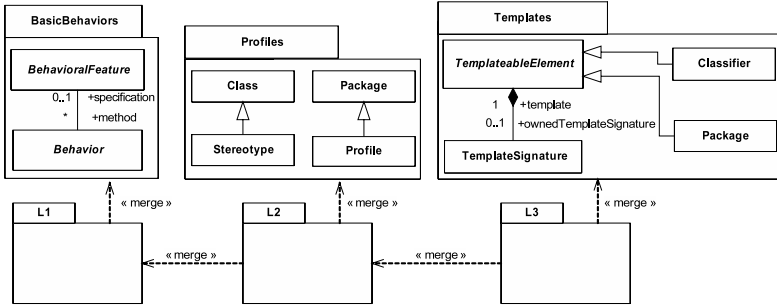 BasicBehaviors
Profiles
Templates
BehavioralFeature
0..1 +specification
* +method
Behavior
Class
Package
Stereotype
Profile
TemplateableElement
Classifier
1 +template
0..1 +ownedTemplateSignature
Package
TemplateSignature
« merge »
« merge »
« merge »
L1
L2
L3
« merge »
« merge »